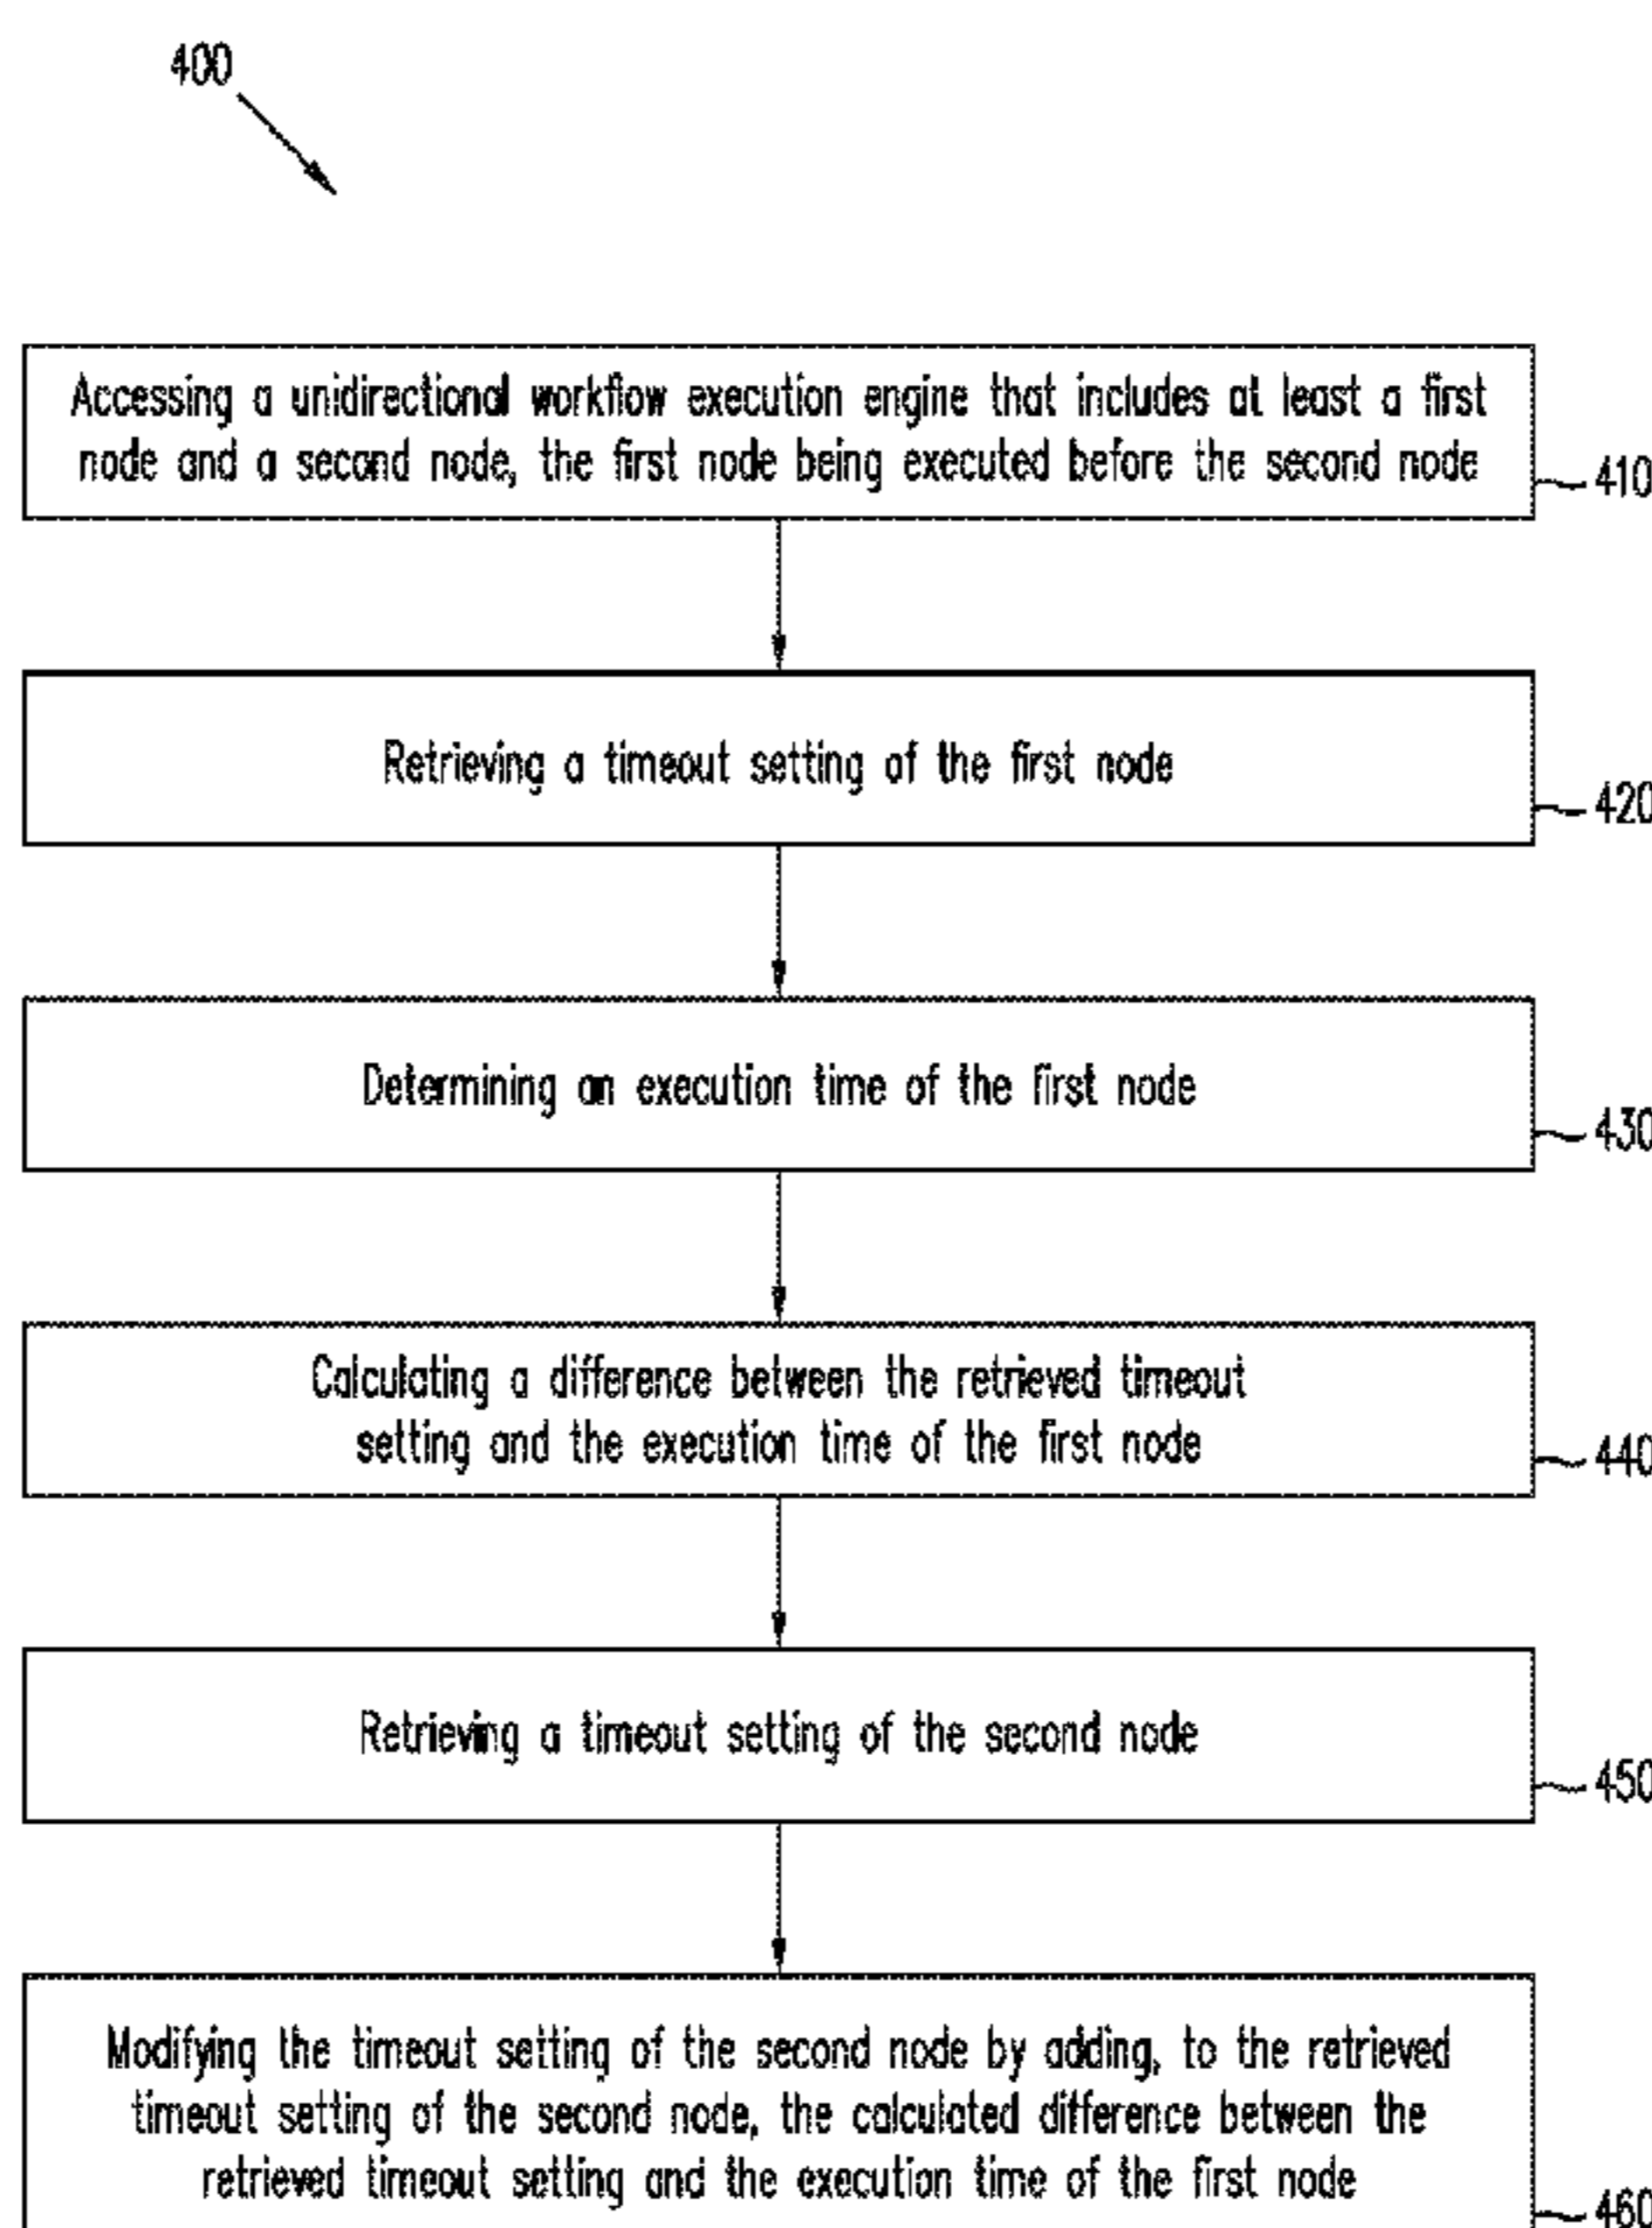 400
Accessing a unidirectional workflow execution engine that includes at least a first
node and a second node, the first node being executed before the second node
410
Retrieving a timeout setting of the first node
420
Determining an execution time of the first node
430
Calculating a difference between the retrieved timeout
setting and the execution time of the first node
440
Retrieving a timeout setting of the second node
450
Modifying the timeout setting of the second node by adding, to the retrieved
timeout setting of the second node, the calculated difference between the
retrieved timeout setting and the execution time of the first node
460